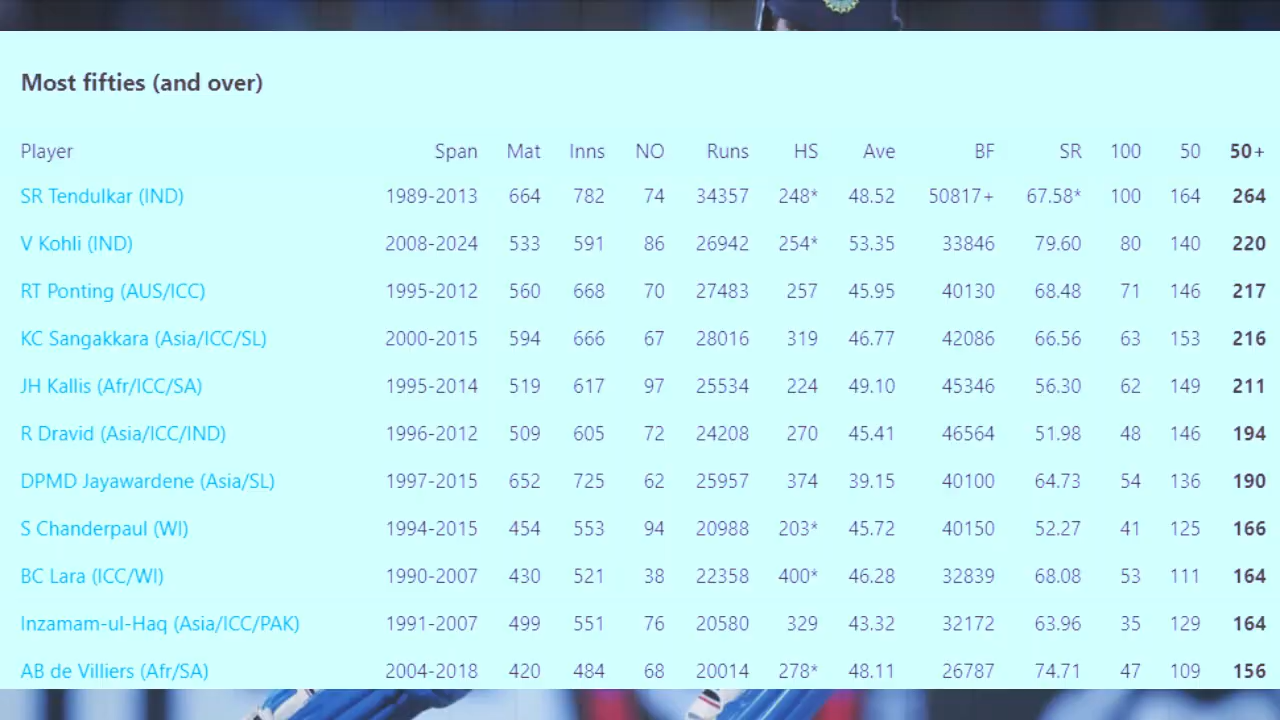 Most fifties (and over)
Player Span Mat Inns NO Runs HS Ave BF SR 100 50 50+
SR Tendulkar (IND) 1989-2013 664 782 74 34357 248* 48.52 50817+ 67.58* 100 164 264
V Kohli (IND) 2008-2024 533 591 86 26942 254* 53.35 33846 79.60 80 140 220
RT Ponting (AUS/ICC) 1995-2012 560 668 70 27483 257 45.95 40130 68.48 71 146 217
KC Sangakkara (Asia/ICC/SL) 2000-2015 594 666 67 28016 319 46.77 42086 66.56 63 153 216
JH Kallis (Afr/ICC/SA) 1995-2014 519 617 97 25534 224 49.10 45346 56.30 62 149 211
R Dravid (Asia/ICC/IND) 1996-2012 509 605 72 24208 270 45.41 46564 51.98 48 146 194
DPMD Jayawardene (Asia/SL) 1997-2015 652 725 62 25957 374 39.15 40100 64.73 54 136 190
S Chanderpaul (WI) 1994-2015 454 553 94 20988 203* 45.72 40150 52.27 41 125 166
BC Lara (ICC/WI) 1990-2007 430 521 38 22358 400* 46.28 32839 68.08 53 111 164
Inzamam-ul-Haq (Asia/ICC/PAK) 1991-2007 499 551 76 20580 329 43.32 32172 63.96 35 129 164
AB de Villiers (Afr/SA) 2004-2018 420 484 68 20014 278* 48.11 26787 74.71 47 109 156